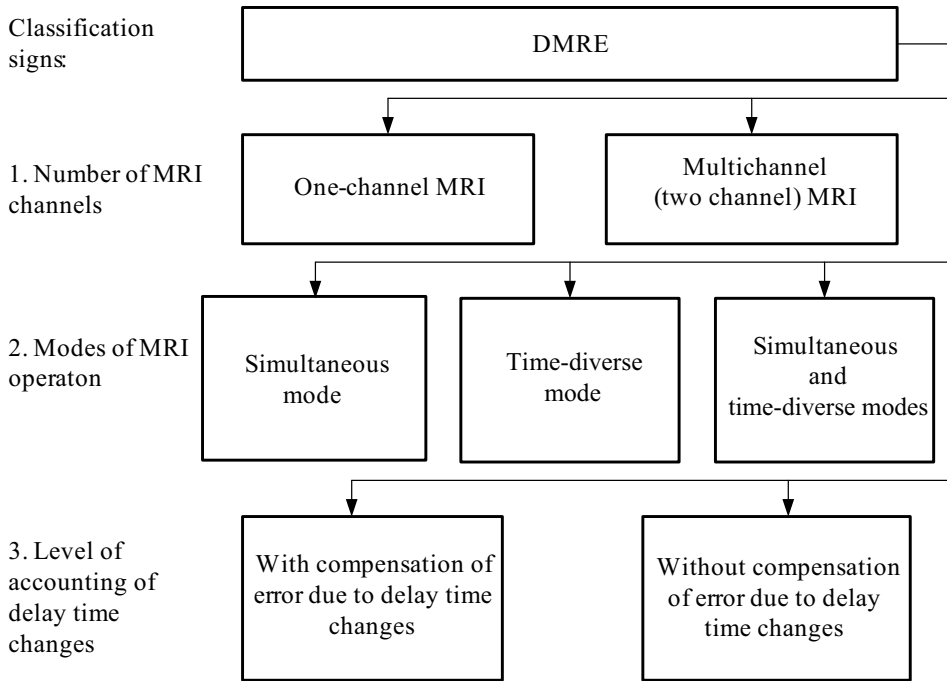 Classification
signs:
DMRE
1. Number of MRI
channels
One-channel MRI
Multichannel
(two channel) MRI
2. Modes of MRI
operaton
Simultaneous
mode
Time-diverse
mode
Simultaneous
and
time-diverse modes
3. Level of
accounting of
delay time
changes
With compensation of
error due to delay time
changes
Without compensation
of error due to delay
time changes